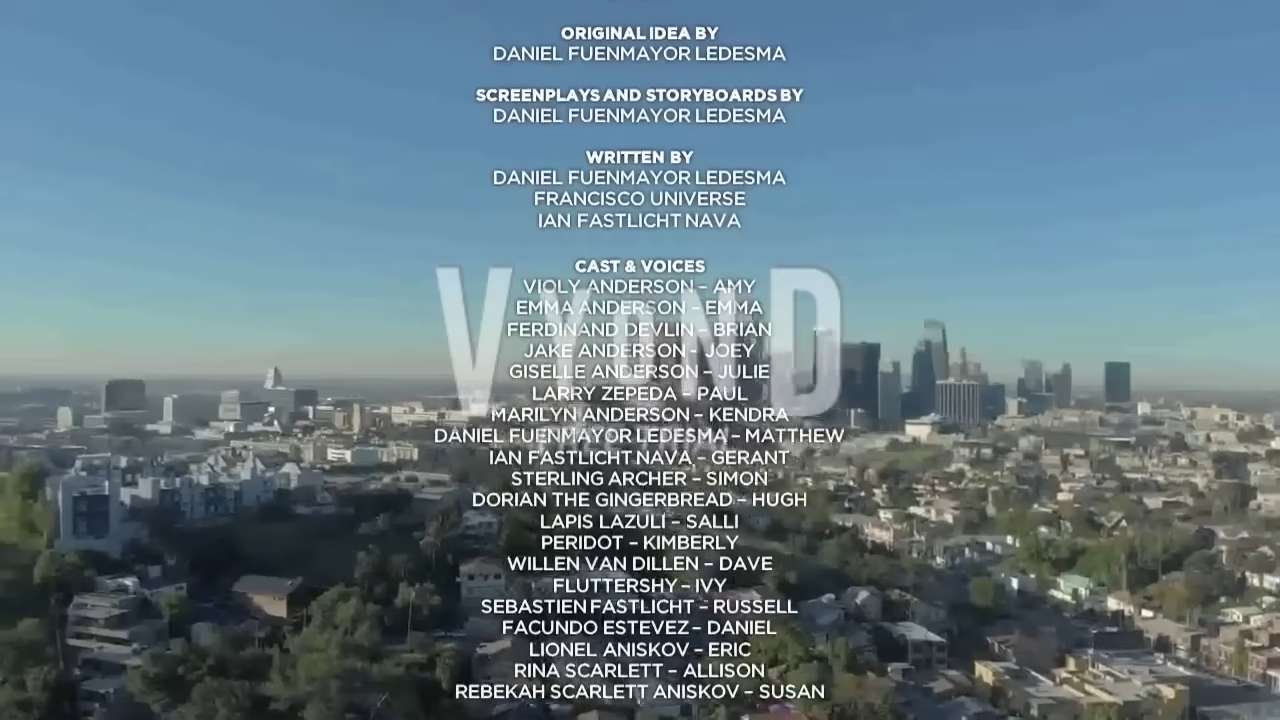 ORIGINAL IDEA BY
DANIEL FUENMAYOR LEDESMA
SCREENPLAYS AND STORYBOARDS BY
DANIEL FUENMAYOR LEDESMA
WRITTEN BY
DANIEL FUENMAYOR LEDESMA
FRANCISCO UNIVERSE
IAN FASTLICHT NAVA
CAST & VOICES
VIOLY ANDERSON – AMY
EMMA ANDERSON – EMMA
FERDINAND DEVLIN – BRIAN
JAKE ANDERSON - JOEY
GISELLE ANDERSON – JULIE
LARRY ZEPEDA – PAUL
MARILYN ANDERSON – KENDRA
DANIEL FUENMAYOR LEDESMA – MATTHEW
IAN FASTLICHT NAVA – GERANT
STERLING ARCHER – SIMON
DORIAN THE GINGERBREAD – HUGH
LAPIS LAZULI – SALLI
PERIDOT – KIMBERLY
WILLEN VAN DILLEN – DAVE
FLUTTERSHY – IVY
SEBASTIEN FASTLICHT – RUSSELL
FACUNDO ESTEVEZ – DANIEL
LIONEL ANISKOV – ERIC
RINA SCARLETT – ALLISON
REBEKAH SCARLETT ANISKOV – SUSAN
VYOND